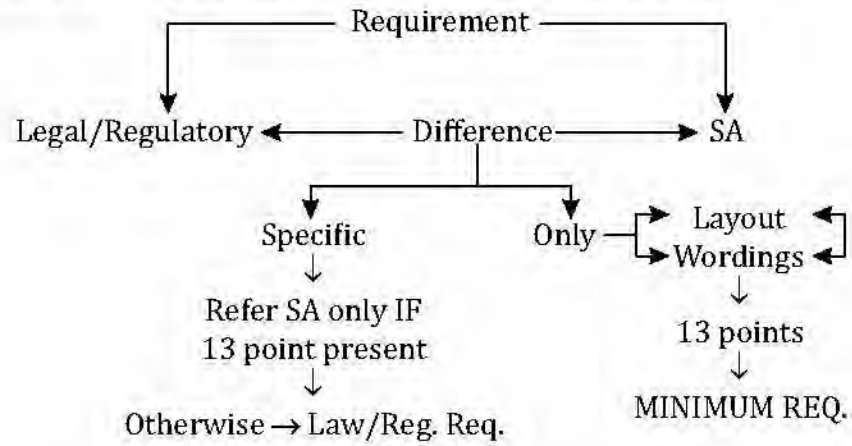 Requirement
Legal/Regulatory
Difference
SA
Specific
Only
Layout
Wordings
Refer SA only IF
13 point present
13 points
Otherwise → Law/Reg. Req.
MINIMUM REQ.